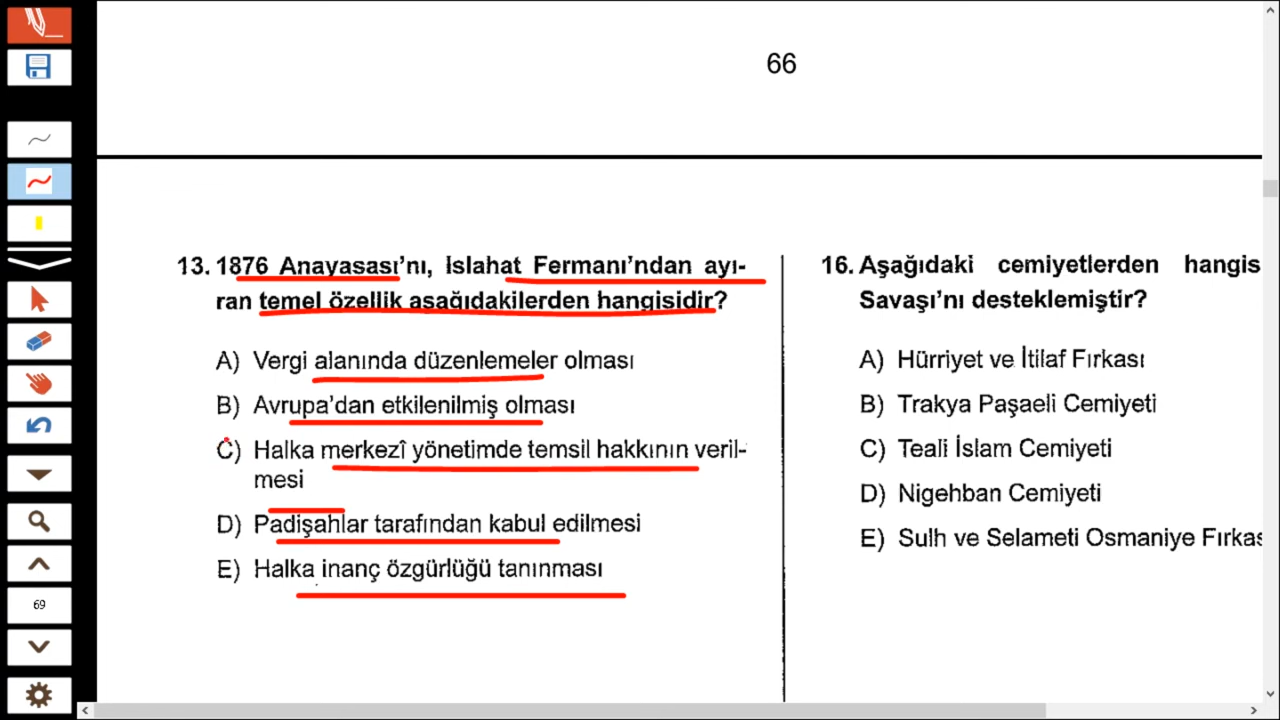 66
13. 1876 Anayasası'nı, Islahat Fermanı'ndan ayı-
ran temel özellik aşağıdakilerden hangisidir?
A) Vergi alanında düzenlemeler olması
B) Avrupa'dan etkilenilmiş olması
C) Halka merkezî yönetimde temsil hakkının veril-
mesi
D) Padişahlar tarafından kabul edilmesi
E) Halka inanç özgürlüğü tanınması
16. Aşağıdaki cemiyetlerden hangis
Savaşı'nı desteklemiştir?
A) Hürriyet ve İtilaf Fırkası
B) Trakya Paşaeli Cemiyeti
C) Teali İslam Cemiyeti
D) Nigehban Cemiyeti
E) Sulh ve Selameti Osmaniye Fırkas
69